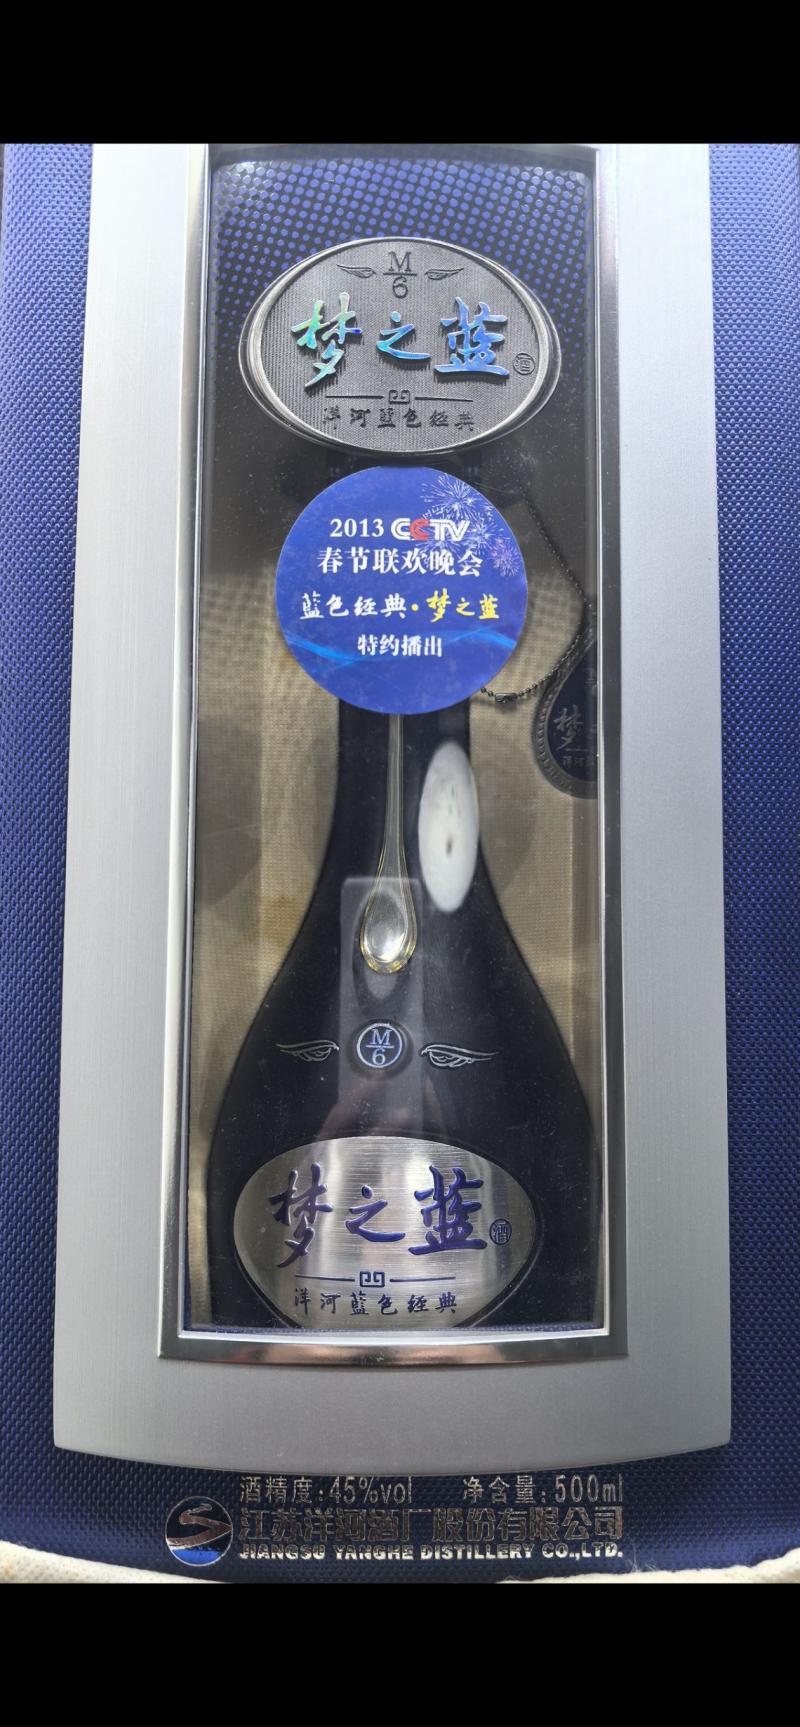 M
6
梦之蓝
酒
洋河蓝色经典
2013 CCTV
春节联欢晚会
蓝色经典·梦之蓝
特约播出
梦
洋河
M
6
梦之蓝
酒
洋河蓝色经典
酒精度:45%vol 净含量:500ml
江苏洋河酒厂股份有限公司
JIANGSU YANGHE DISTILLERY CO.,LTD.